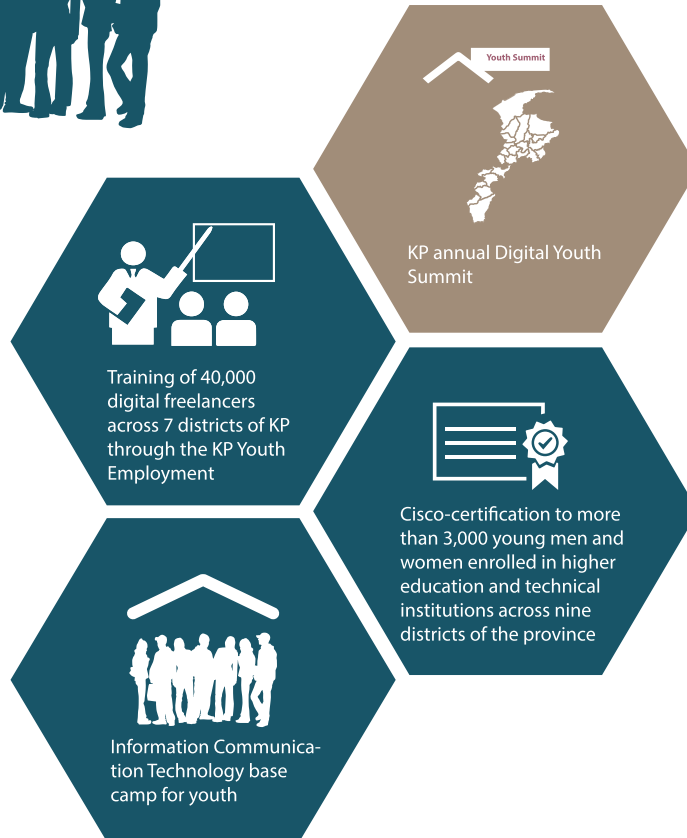 Youth Summit
KP annual Digital Youth
Summit
Training of 40,000
digital freelancers
across 7 districts of KP
through the KP Youth
Employment
Cisco-certification to more
than 3,000 young men and
women enrolled in higher
education and technical
institutions across nine
districts of the province
Information Communica-
tion Technology base
camp for youth